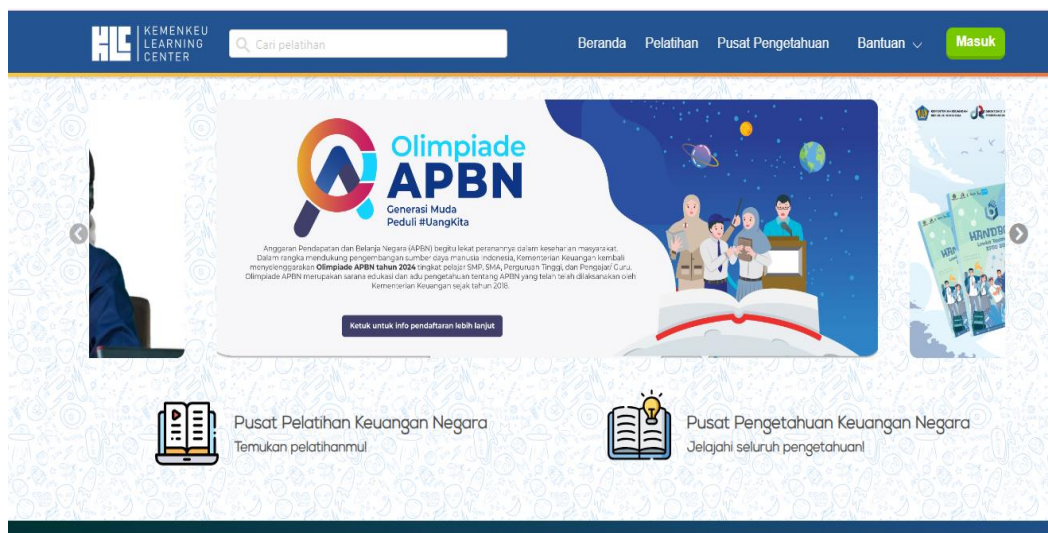 KEMENKEU
LEARNING
CENTER
KLC
Cari pelatihan
Beranda Pelatihan Pusat Pengetahuan Bantuan Masuk
Olimpiade
APBN
Generasi Muda
Peduli #UangKita
Anggaran Pendapatan dan Belanja Negara (APBN) begitu lekat peranannya dalam keseharian masyarakat.
Dalam rangka mendukung pengembangan sumber daya manusia Indonesia, Kementerian Keuangan kembali
menyelenggarakan Olimpiade APBN tahun 2024 tingkat pelajar SMP, SMA, Perguruan Tinggi, dan Pengajar/ Guru.
Olimpiade APBN merupakan sarana edukasi dan adu pengetahuan tentang APBN yang telah telah dilaksanakan oleh
Kementerian Keuangan sejak tahun 2018.
Ketuk untuk info pendaftaran lebih lanjut
Pusat Pelatihan Keuangan Negara
Temukan pelatihanmu!
Pusat Pengetahuan Keuangan Negara
Jelajahi seluruh pengetahuan!